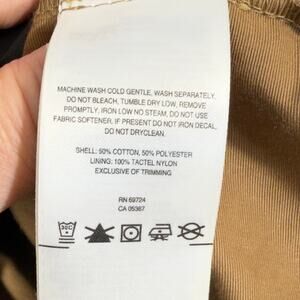 MACHINE WASH COLD GENTLE, WASH SEPARATELY,
DO NOT BLEACH, TUMBLE DRY LOW, REMOVE
PROMPTLY, IRON LOW NO STEAM, DO NOT USE
FABRIC SOFTENER, IF PRESENT DO NOT IRON DECAL,
DO NOT DRYCLEAN.
SHELL: 50% COTTON, 50% POLYESTER
LINING: 100% TACTEL NYLON
EXCLUSIVE OF TRIMMING
RN 69724
CA 05367
30C